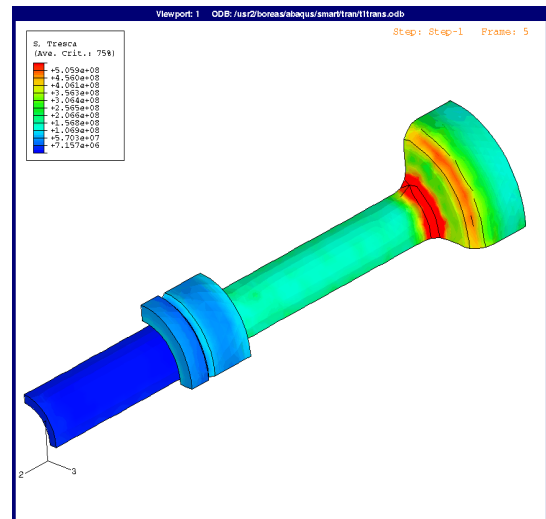 Viewport: 1 ODB: /usr2/boreas/abaqus/smart/tran/t1trans.odb
Step: Step-1 Frame: 5
S, Tresca
(Ave. Crit.: 75%)
+5.059e+08
+4.560e+08
+4.061e+08
+3.563e+08
+3.064e+08
+2.565e+08
+2.066e+08
+1.568e+08
+1.069e+08
+5.703e+07
+7.157e+06
2
3